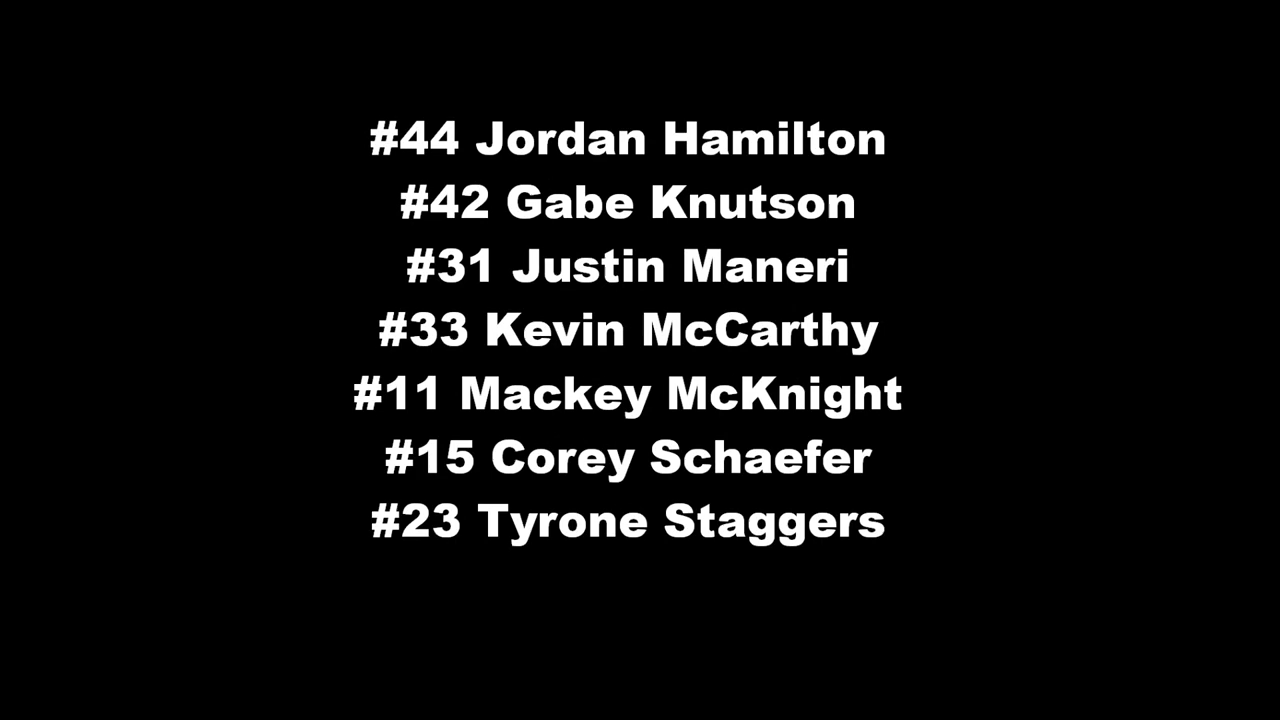 #44 Jordan Hamilton
#42 Gabe Knutson
#31 Justin Maneri
#33 Kevin McCarthy
#11 Mackey McKnight
#15 Corey Schaefer
#23 Tyrone Staggers